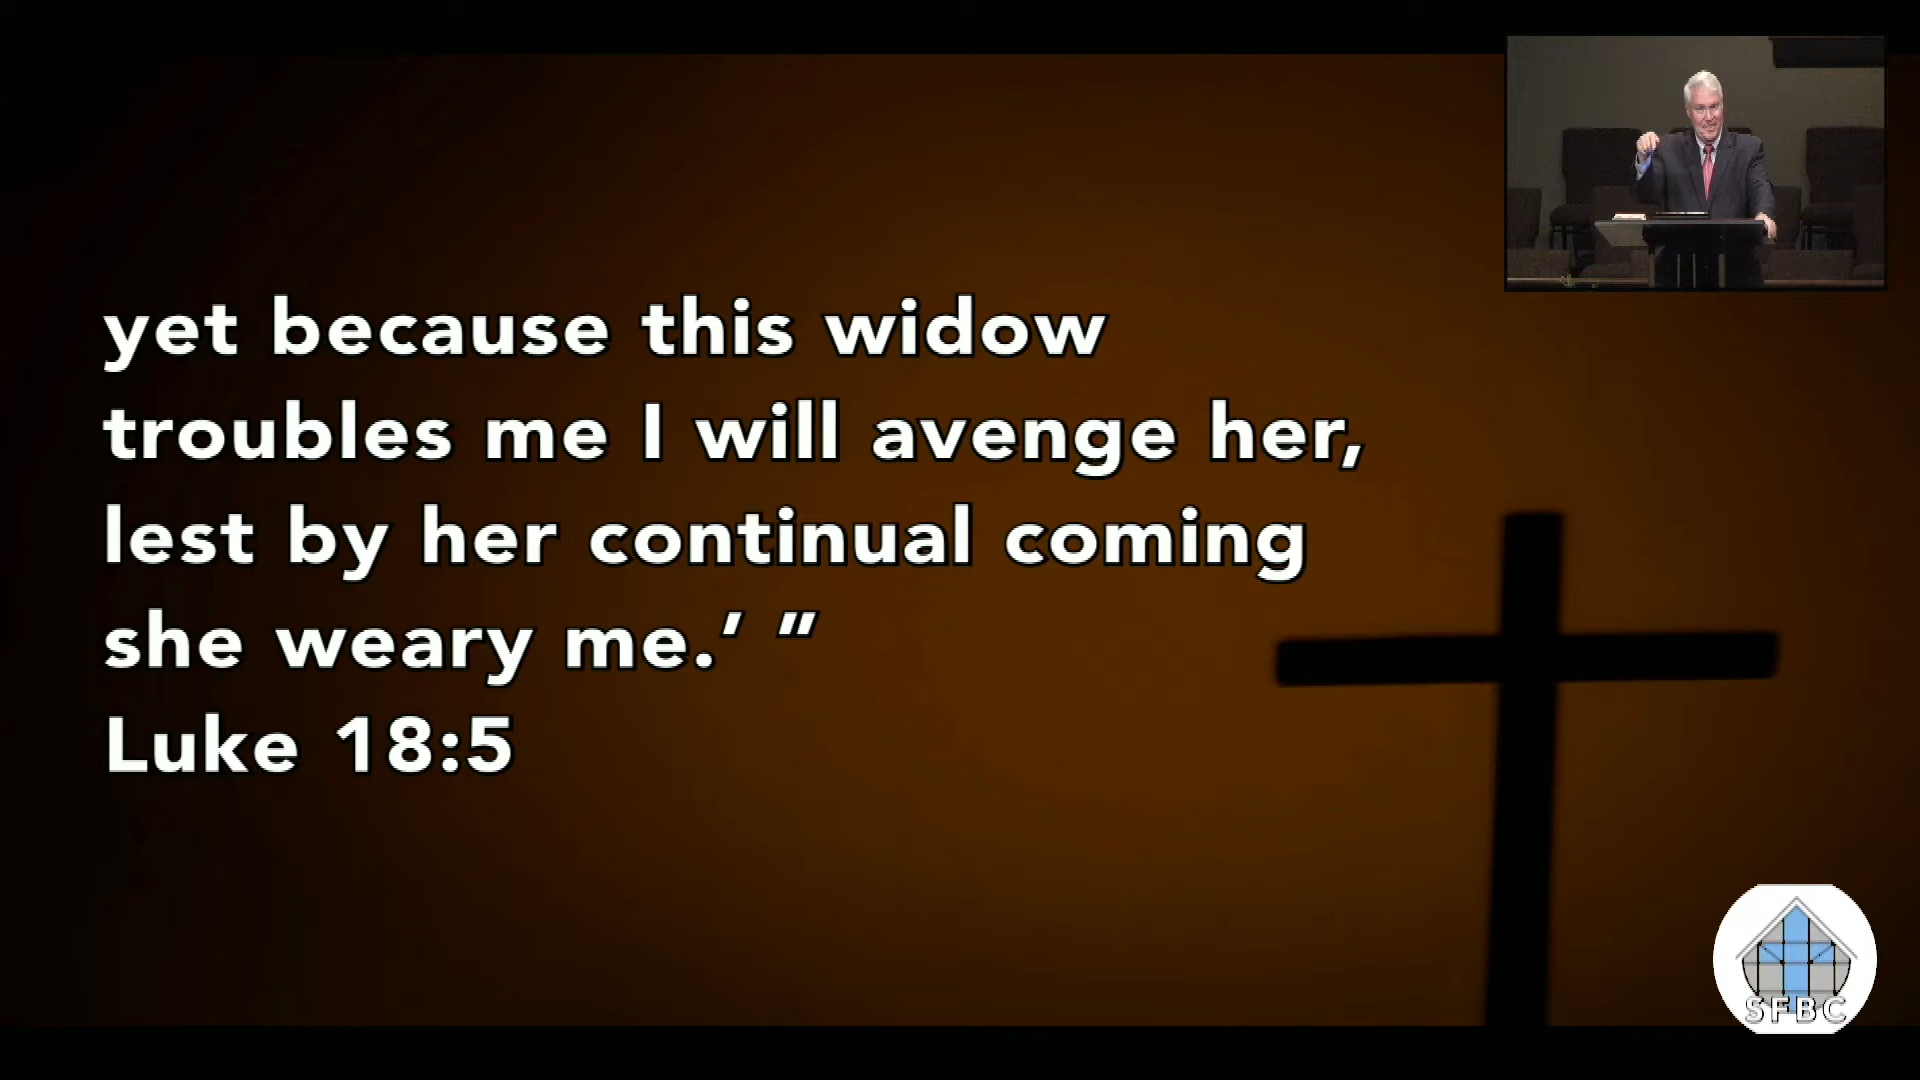 yet because this widow
troubles me I will avenge her,
lest by her continual coming
she weary me.’ ”
Luke 18:5
SFBC